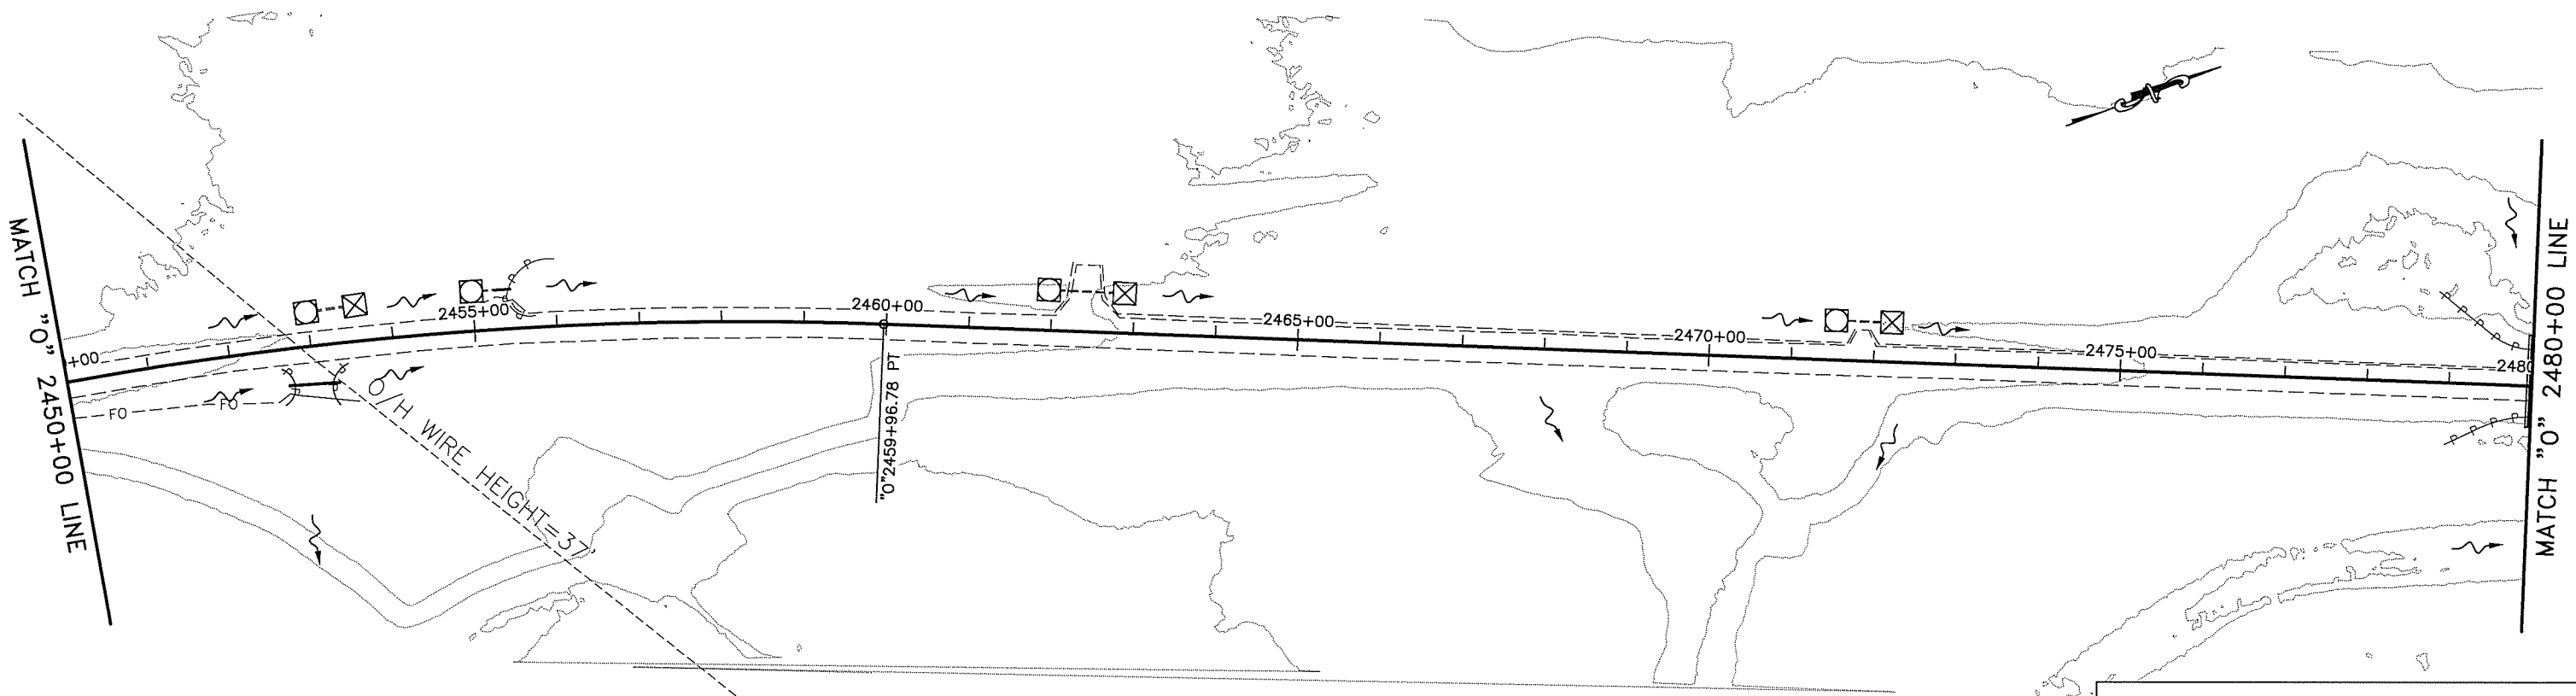 MATCH "O" 2450+00 LINE
+00
FO
FO
2455+00
O/H WIRE HEIGHT=37'
2460+00
"O"2459+96.78 PT
2465+00
2470+00
2475+00
2480
MATCH "O" 2480+00 LINE